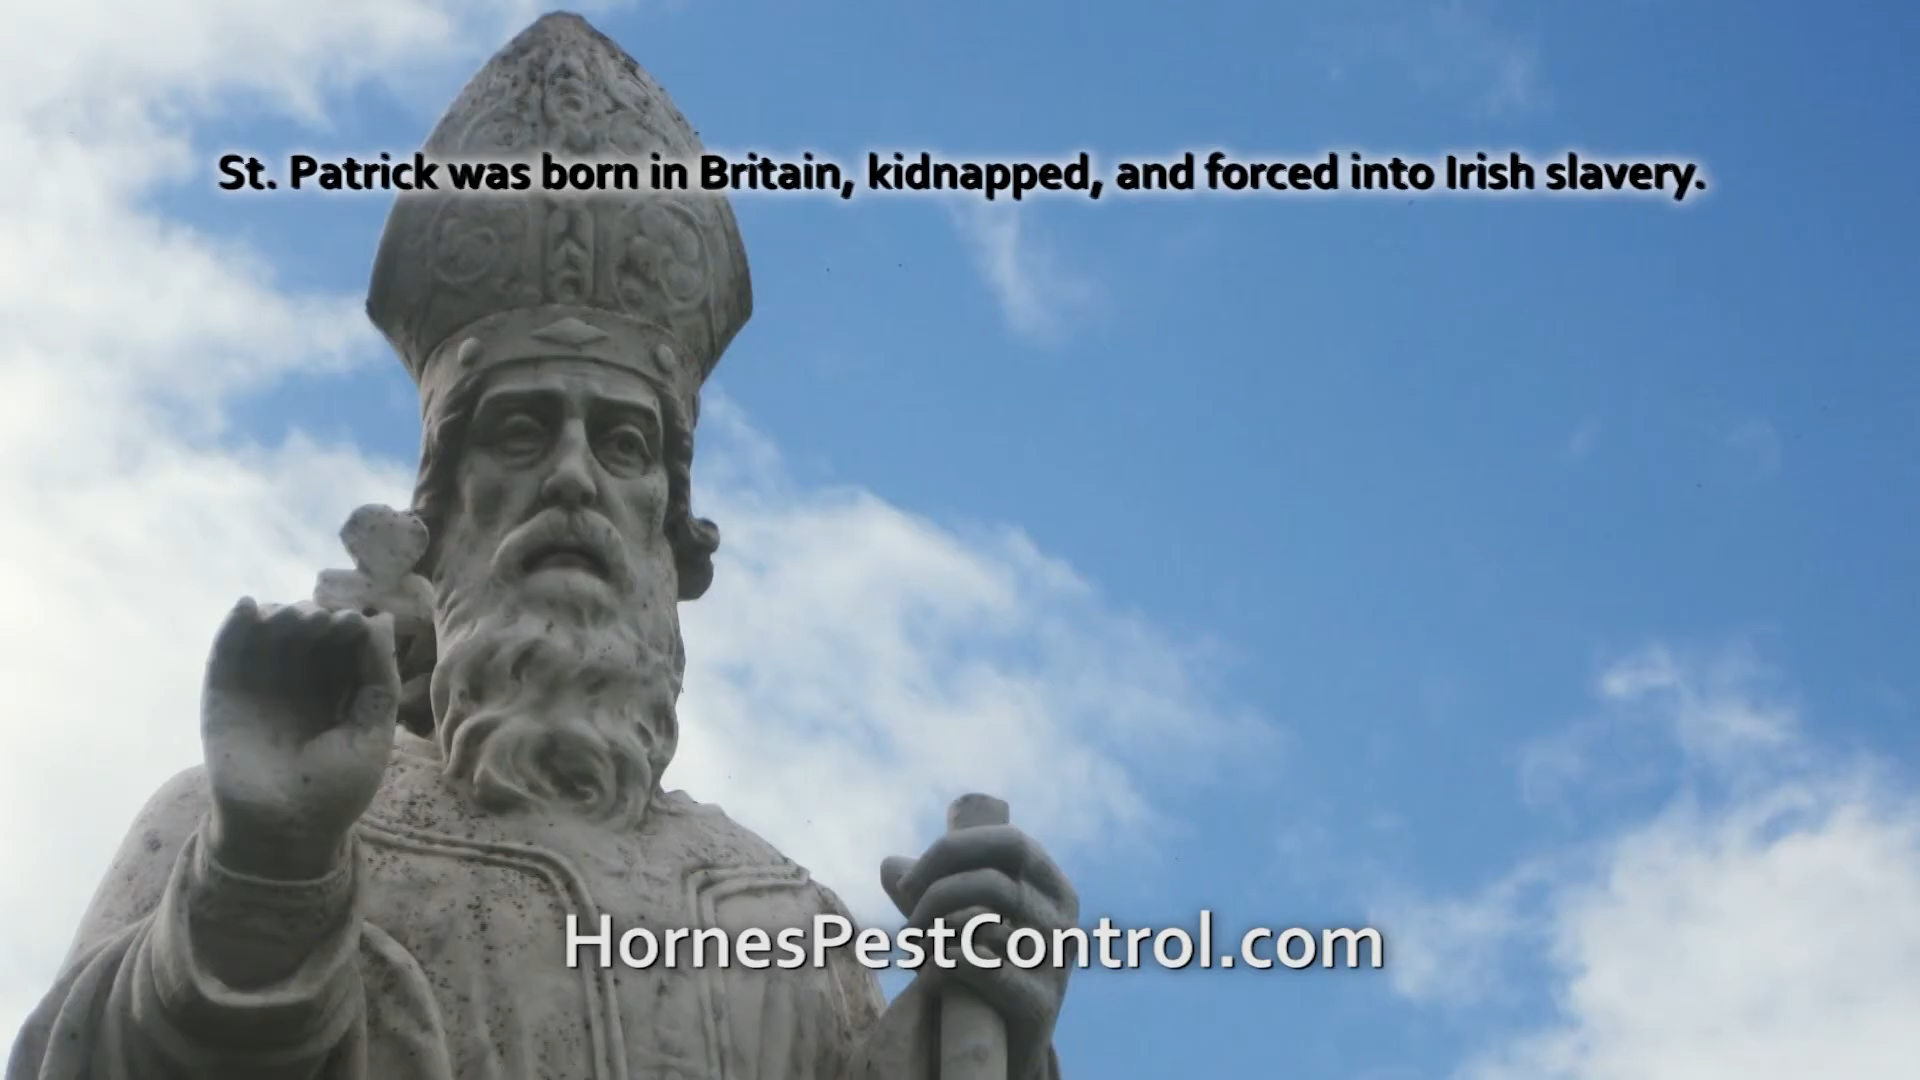 St. Patrick was born in Britain, kidnapped, and forced into Irish slavery.
HornesPestControl.com